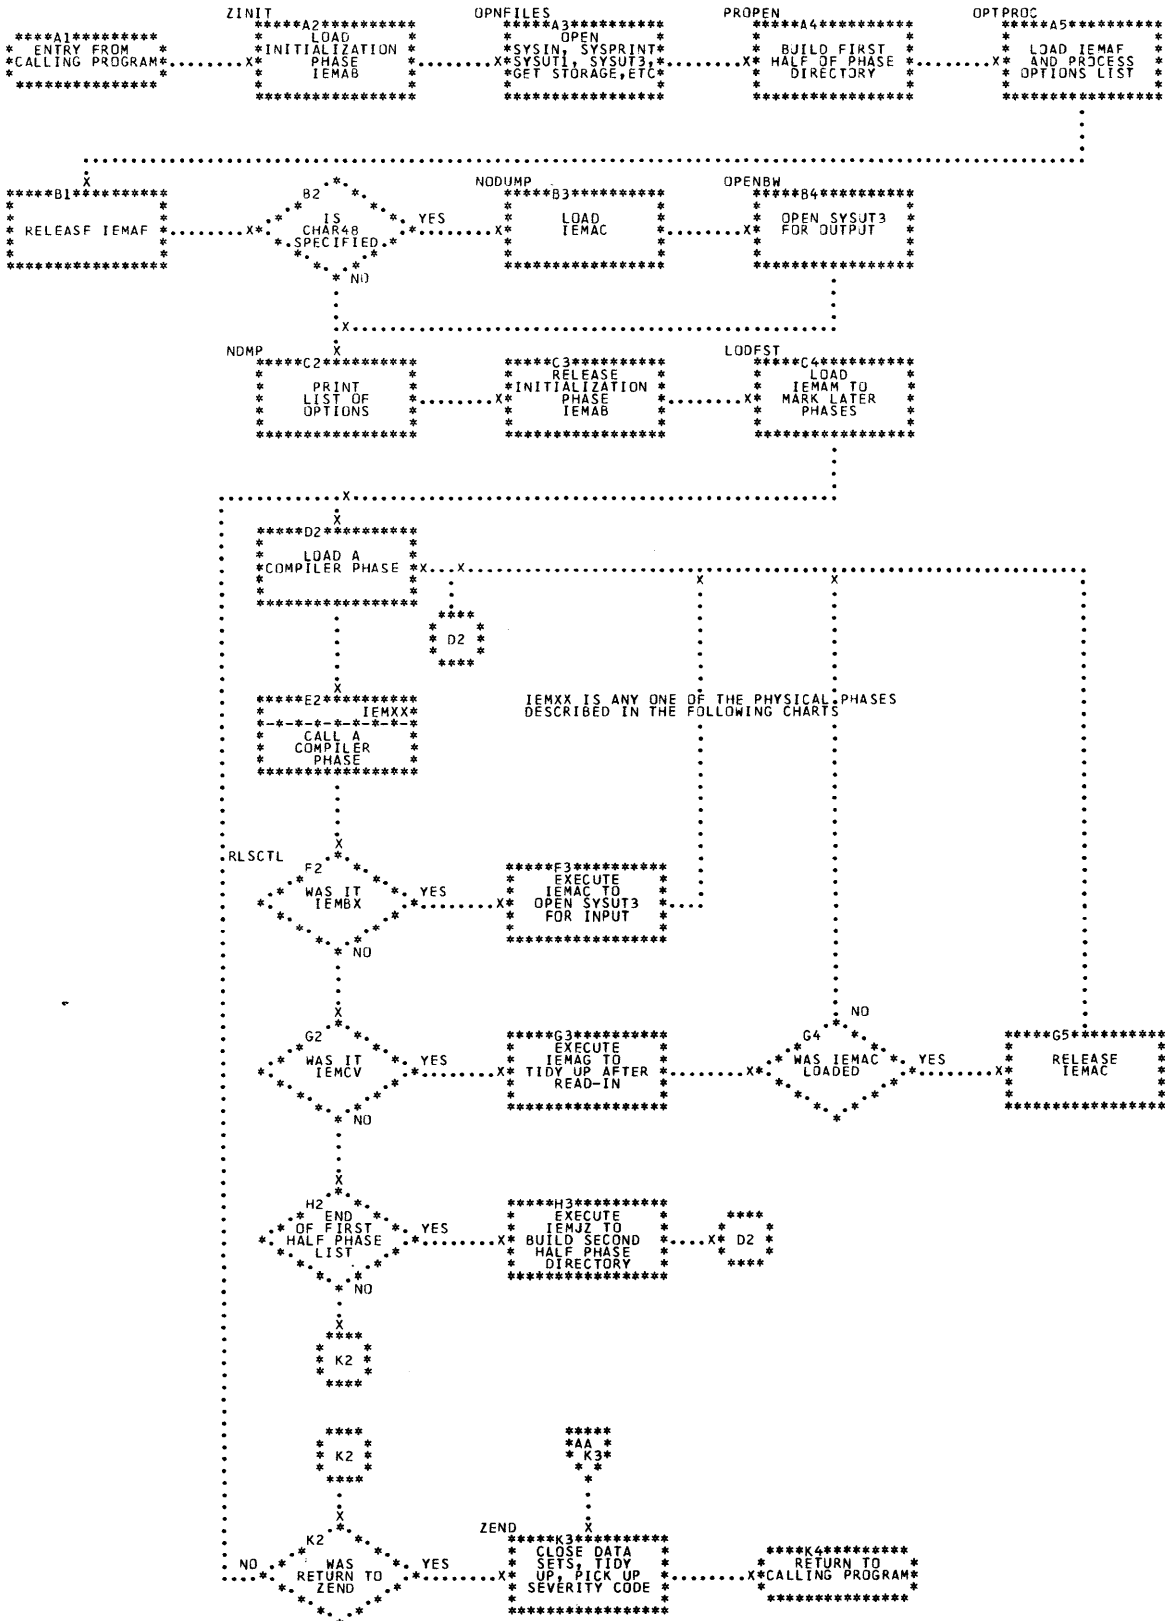 ZINIT
OPNFILES
PROPEN
OPTPROC
A1
ENTRY FROM
CALLING PROGRAM
A2
LOAD
INITIALIZATION
PHASE
IEMAB
A3
OPEN
SYSIN, SYSPRINT
SYSUT1, SYSUT3,
GET STORAGE,ETC
A4
BUILD FIRST
HALF OF PHASE
DIRECTORY
A5
LOAD IEMAF
AND PROCESS
OPTIONS LIST
B1
RELEASE IEMAF
B2
IS
CHAR48
SPECIFIED
YES
NO
NODUMP
B3
LOAD
IEMAC
OPENBW
B4
OPEN SYSUT3
FOR OUTPUT
NDMP
C2
PRINT
LIST OF
OPTIONS
C3
RELEASE
INITIALIZATION
PHASE
IEMAB
LODFST
C4
LOAD
IEMAM TO
MARK LATER
PHASES
D2
LOAD A
COMPILER PHASE
D2
E2
IEMXX
CALL A
COMPILER
PHASE
IEMXX IS ANY ONE OF THE PHYSICAL PHASES
DESCRIBED IN THE FOLLOWING CHARTS
RLSCTL
F2
WAS IT
IEMBX
YES
NO
F3
EXECUTE
IEMAC TO
OPEN SYSUT3
FOR INPUT
G2
WAS IT
IEMCV
YES
NO
G3
EXECUTE
IEMAG TO
TIDY UP AFTER
READ-IN
NO
G4
WAS IEMAC
LOADED
YES
G5
RELEASE
IEMAC
H2
END
OF FIRST
HALF PHASE
LIST
YES
NO
H3
EXECUTE
IEMJZ TO
BUILD SECOND
HALF PHASE
DIRECTORY
D2
K2
K2
AA
K3
K2
WAS
RETURN TO
ZEND
NO
YES
ZEND
K3
CLOSE DATA
SETS, TIDY
UP, PICK UP
SEVERITY CODE
K4
RETURN TO
CALLING PROGRAM